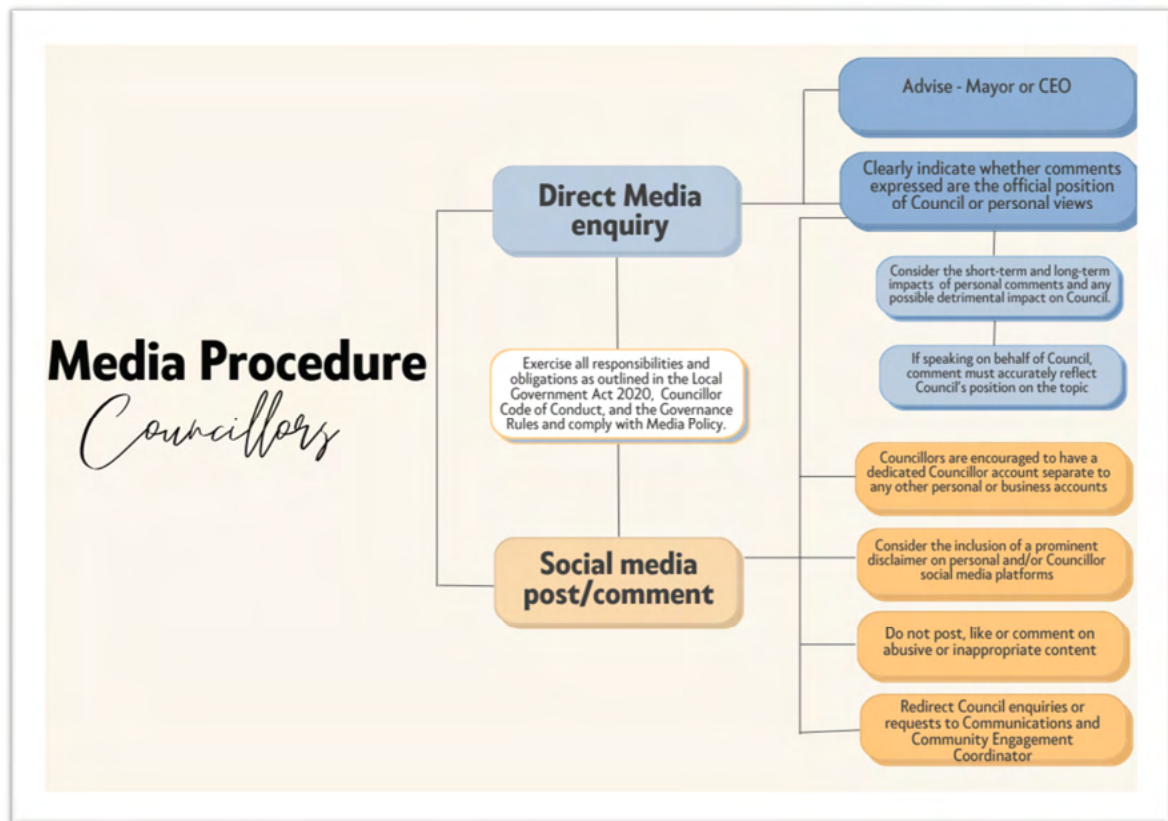 Media Procedure
Councillors
Direct Media
enquiry
Exercise all responsibilities and
obligations as outlined in the Local
Government Act 2020, Councillor
Code of Conduct, and the Governance
Rules and comply with Media Policy.
Social media
post/comment
Advise - Mayor or CEO
Clearly indicate whether comments
expressed are the official position
of Council or personal views
Consider the short-term and long-term
impacts of personal comments and any
possible detrimental impact on Council.
If speaking on behalf of Council,
comment must accurately reflect
Council's position on the topic
Councillors are encouraged to have a
dedicated Councillor account separate to
any other personal or business accounts
Consider the inclusion of a prominent
disclaimer on personal and/or Councillor
social media platforms
Do not post, like or comment on
abusive or inappropriate content
Redirect Council enquiries or
requests to Communications and
Community Engagement
Coordinator